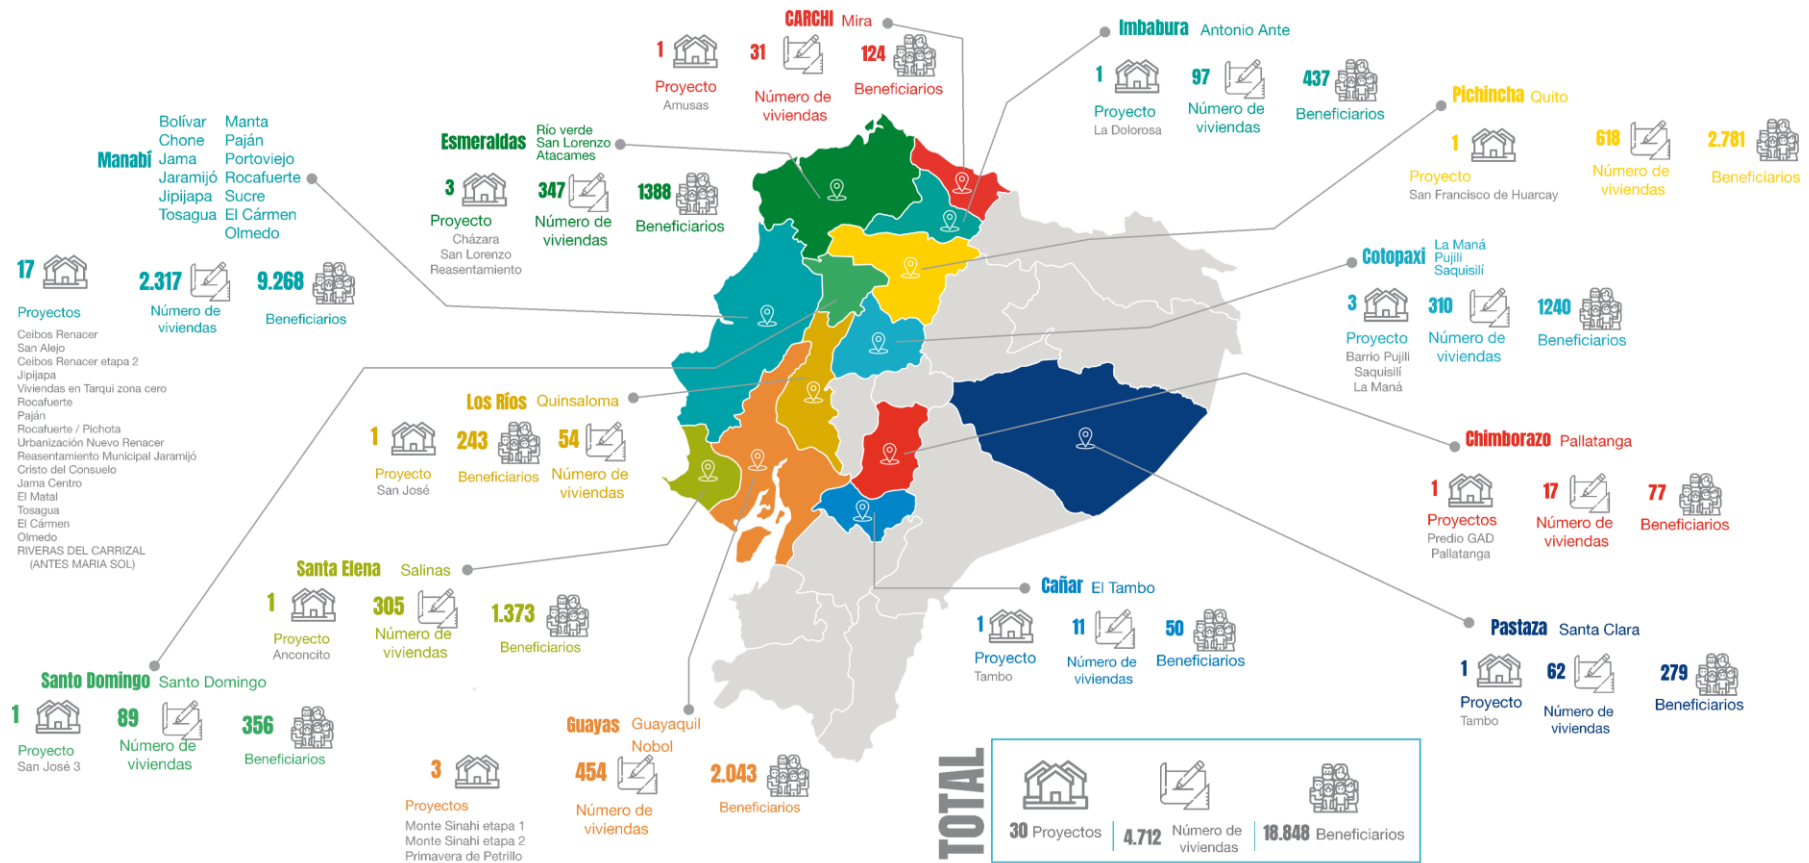 CARCHI Mira
1
31
124
Proyecto
Amusas
Número de
viviendas
Beneficiarios
Imbabura Antonio Ante
1
97
437
Proyecto
La Dolorosa
Número de
viviendas
Beneficiarios
Pichincha Quito
1
618
2.781
Proyecto
San Francisco de Huarcay
Número de
viviendas
Beneficiarios
Manabí
Bolívar
Chone
Jama
Jaramijó
Jipijapa
Tosagua
Manta
Paján
Portoviejo
Rocafuerte
Sucre
El Cármen
Olmedo
17
2.317
9.268
Proyectos
Número de
viviendas
Beneficiarios
Ceibos Renacer
San Alejo
Ceibos Renacer etapa 2
Jipijapa
Viviendas en Tarqui zona cero
Rocafuerte
Paján
Rocafuerte / Pichota
Urbanización Nuevo Renacer
Reasentamiento Municipal Jaramijó
Cristo del Consuelo
Jama Centro
El Matal
Tosagua
El Cármen
Olmedo
RIVERAS DEL CARRIZAL
(ANTES MARIA SOL)
Esmeraldas
Río verde
San Lorenzo
Atacames
3
347
1388
Proyecto
Cházara
San Lorenzo
Reasentamiento
Número de
viviendas
Beneficiarios
Cotopaxi
La Maná
Pujili
Saquisilí
3
310
1240
Proyecto
Barrio Pujili
Saquisilí
La Maná
Número de
viviendas
Beneficiarios
Los Ríos Quinsaloma
1
243
54
Proyecto
San José
Beneficiarios
Número de
viviendas
Chimborazo Pallatanga
1
17
77
Proyectos
Predio GAD
Pallatanga
Número de
viviendas
Beneficiarios
Santa Elena Salinas
1
305
1.373
Proyecto
Anconcito
Número de
viviendas
Beneficiarios
Cañar El Tambo
1
11
50
Proyecto
Tambo
Número de
viviendas
Beneficiarios
Pastaza Santa Clara
1
62
279
Proyecto
Tambo
Número de
viviendas
Beneficiarios
Santo Domingo Santo Domingo
1
89
356
Proyecto
San José 3
Número de
viviendas
Beneficiarios
Guayas Guayaquil
Nobol
3
454
2.043
Proyectos
Monte Sinahi etapa 1
Monte Sinahi etapa 2
Primavera de Petrillo
Número de
viviendas
Beneficiarios
TOTAL
30 Proyectos
4.712 Número de
viviendas
18.848 Beneficiarios